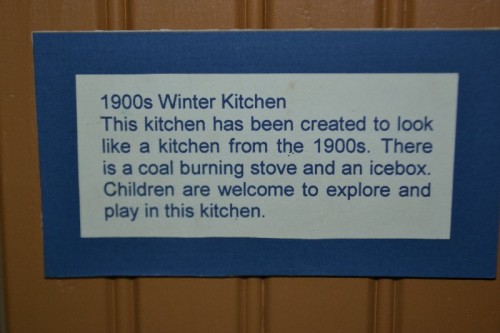 1900s Winter Kitchen
This kitchen has been created to look
like a kitchen from the 1900s. There
is a coal burning stove and an icebox.
Children are welcome to explore and
play in this kitchen.